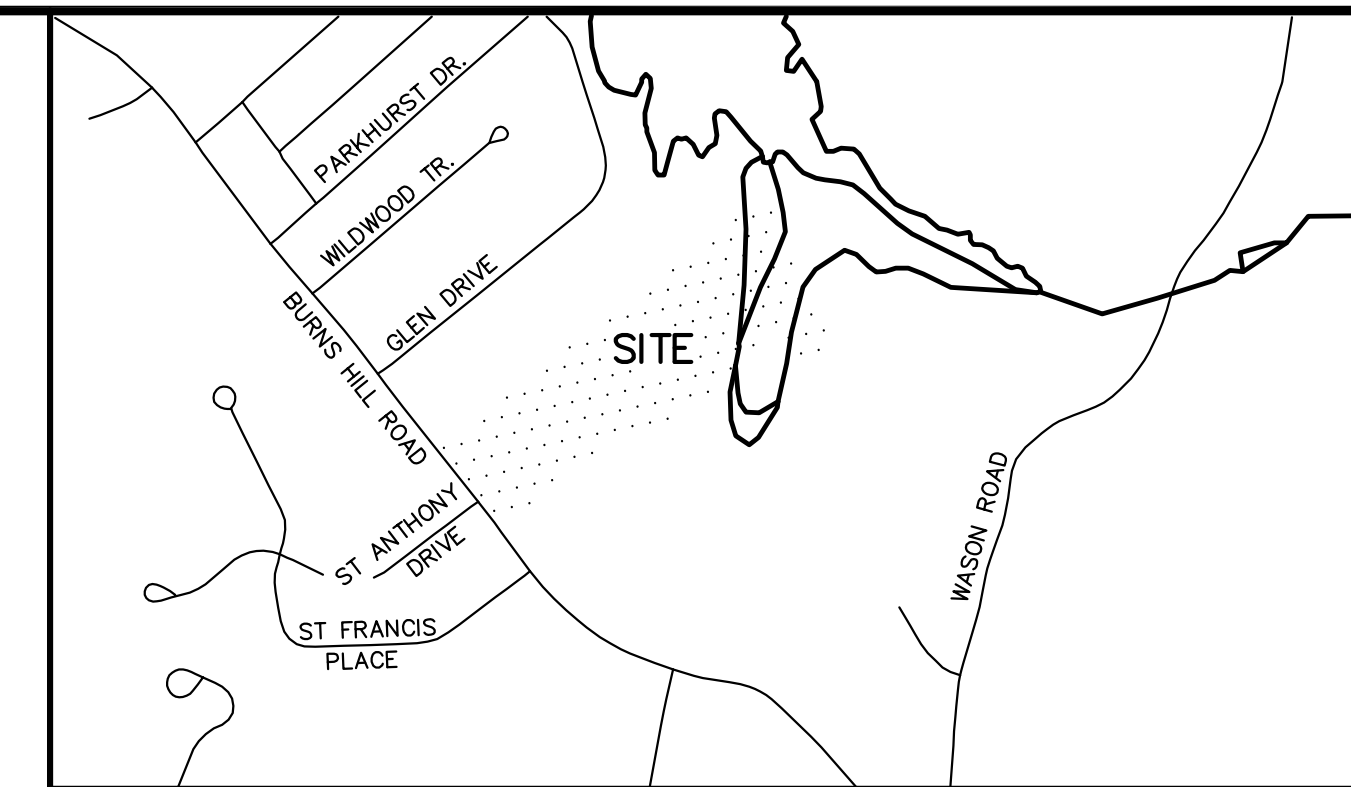 PARKHURST DR.
WILDWOOD TR.
GLEN DRIVE
BURNS HILL ROAD
SITE
ST ANTHONY
DRIVE
ST FRANCIS
PLACE
WASON ROAD